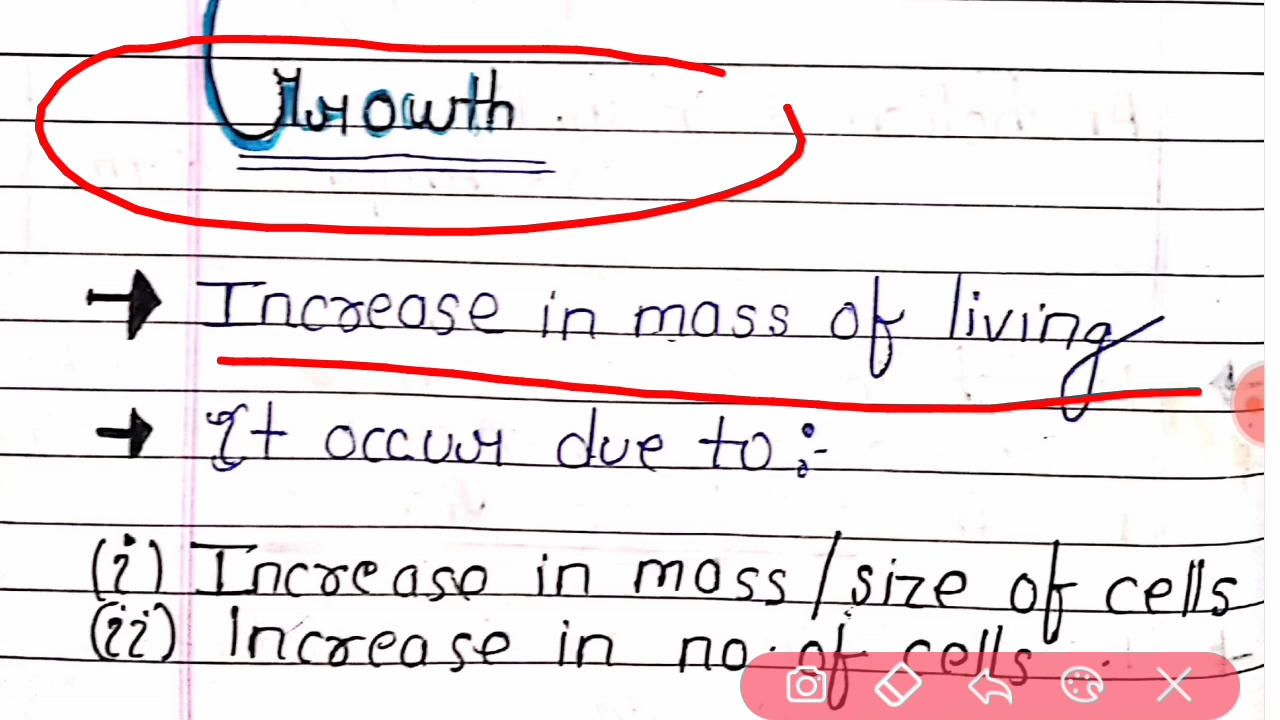 Growth
→ Increase in mass of living
→ It occur due to :-
(i) Increase in mass/size of cells
(ii) Increase in no. of cells.